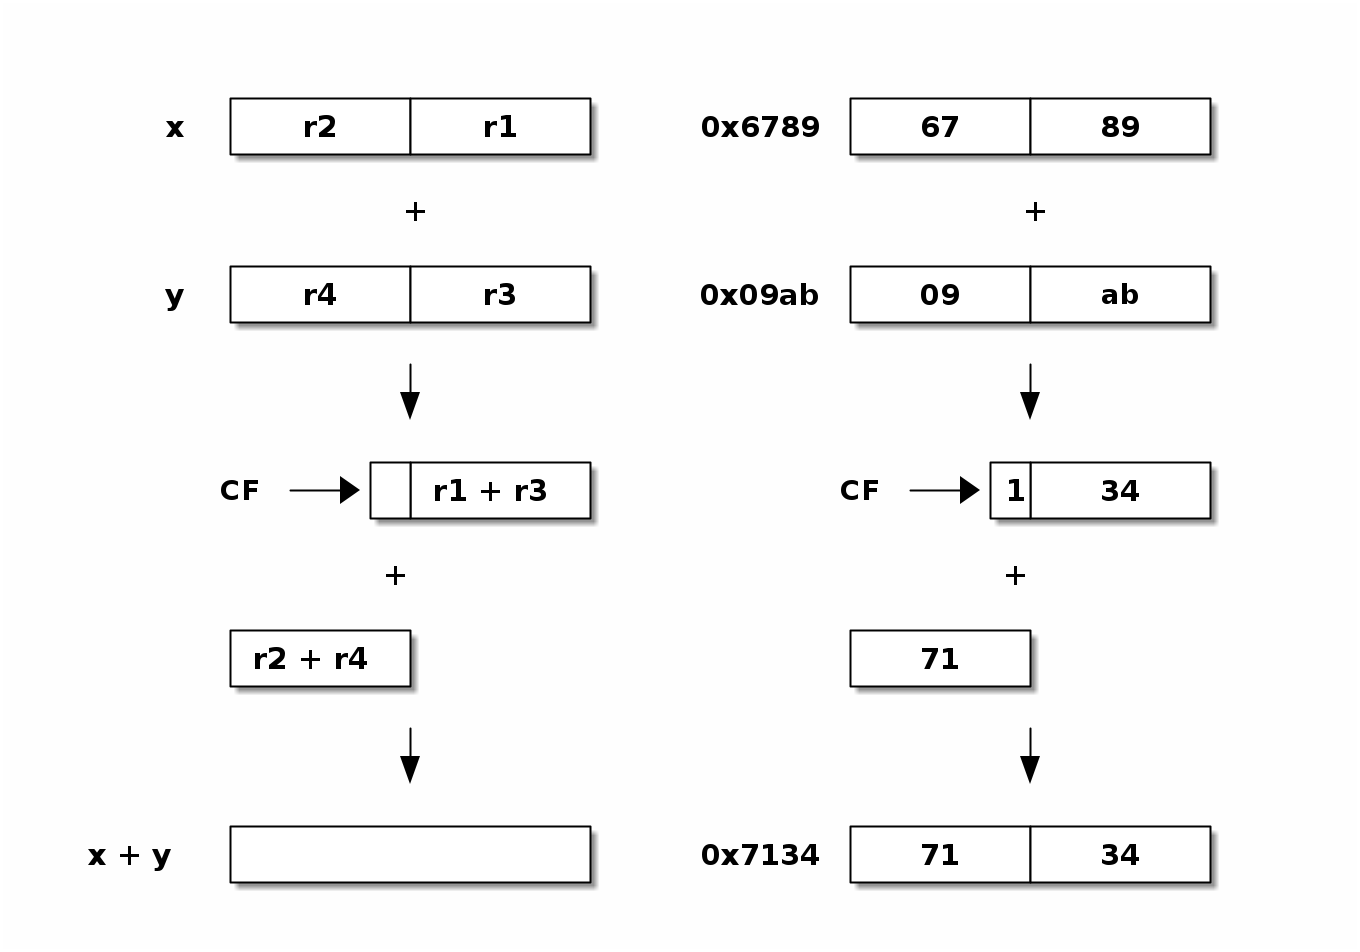 x r2 r1 0x6789 67 89
+ +
y r4 r3 0x09ab 09 ab
CF r1 + r3 CF 1 34
+ +
r2 + r4 71
x + y 0x7134 71 34